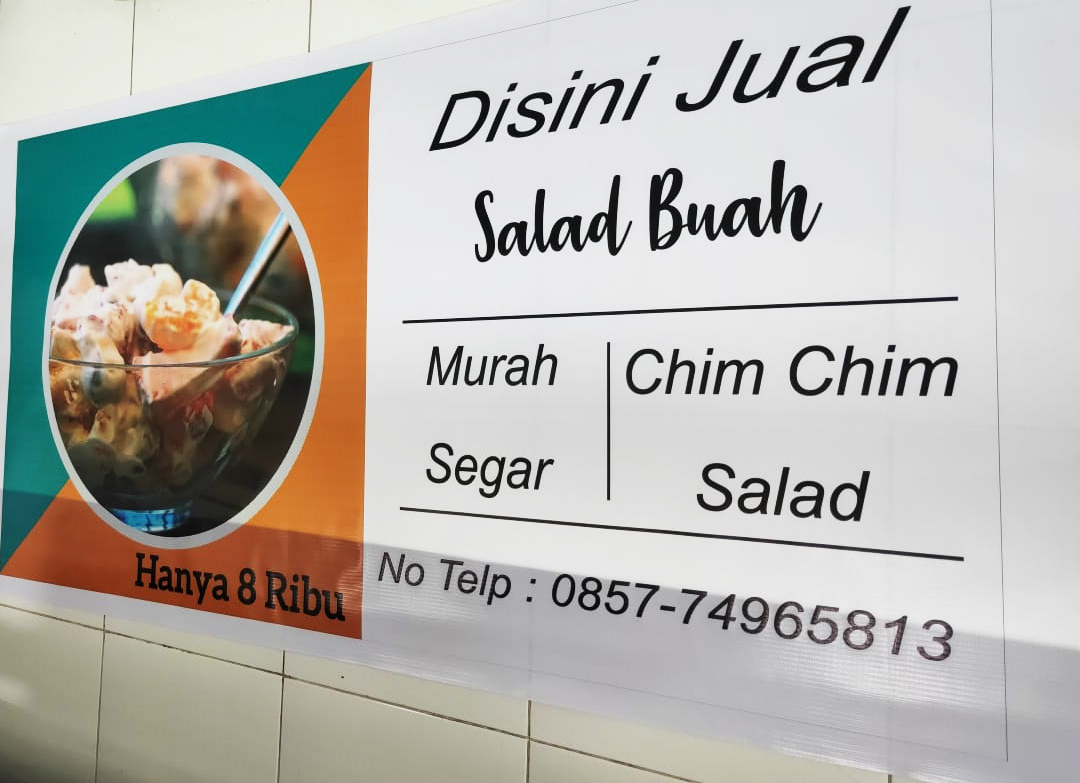 Disini Jual
Salad Buah
Murah
Segar
Chim Chim
Salad
Hanya 8 Ribu
No Telp : 0857-74965813